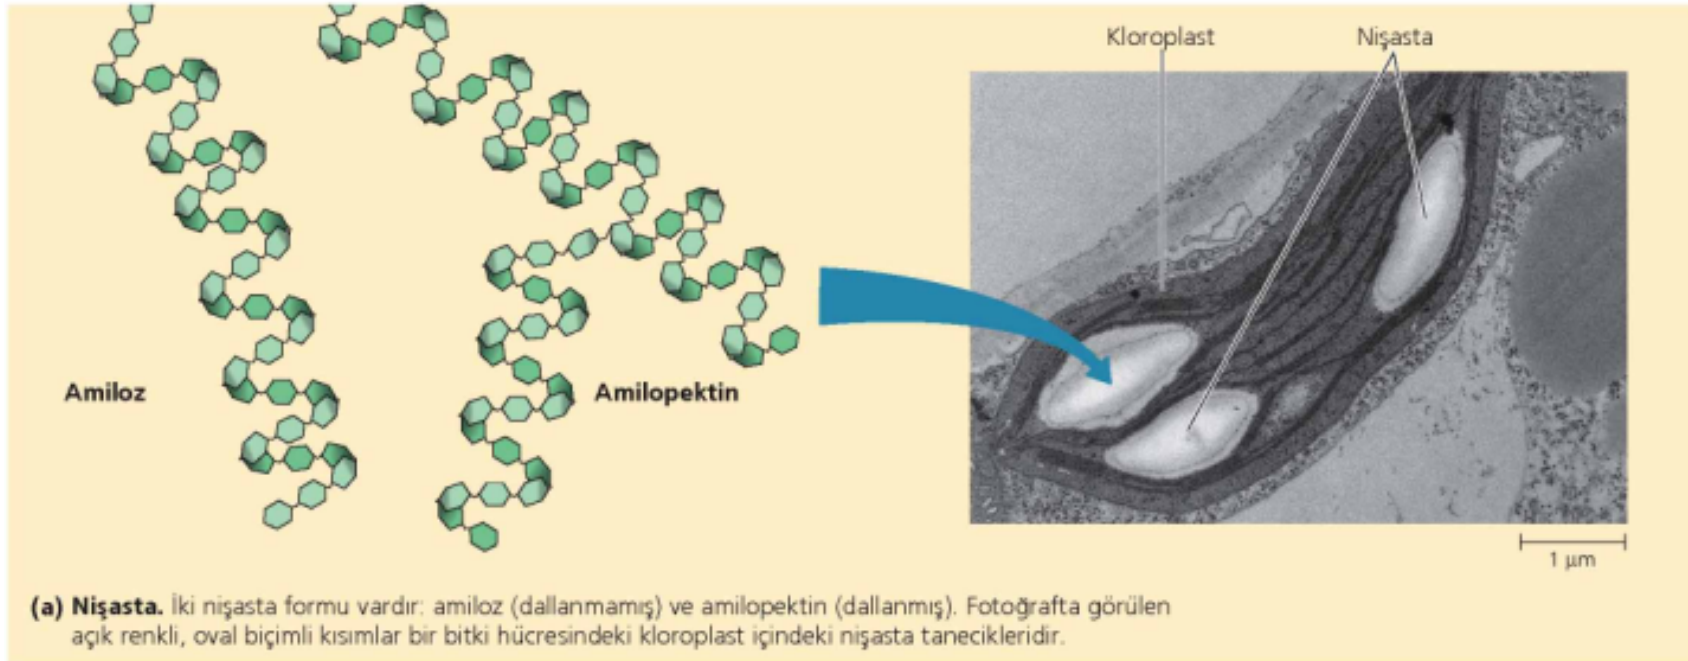 Kloroplast
Nişasta
Amiloz
Amilopektin
1 µm
(a) Nişasta. İki nişasta formu vardır: amiloz (dallanmamış) ve amilopektin (dallanmış). Fotoğrafta görülen
açık renkli, oval biçimli kısımlar bir bitki hücresindeki kloroplast içindeki nişasta tanecikleridir.